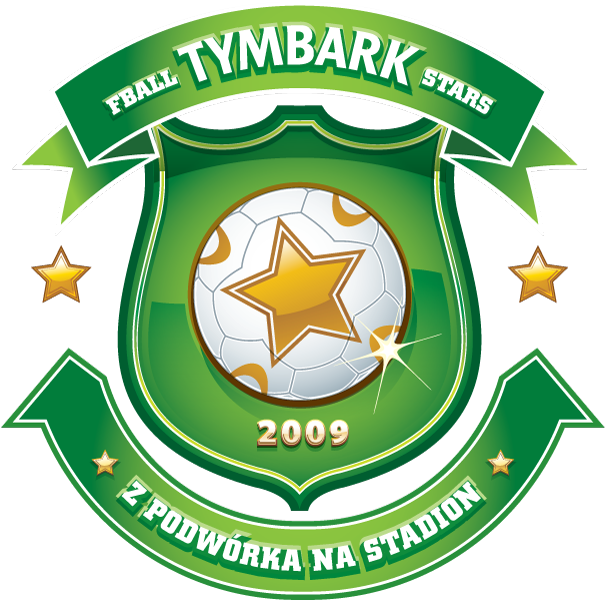 FBALL TYMBARK STARS
2009
Z PODWÓRKA NA STADION